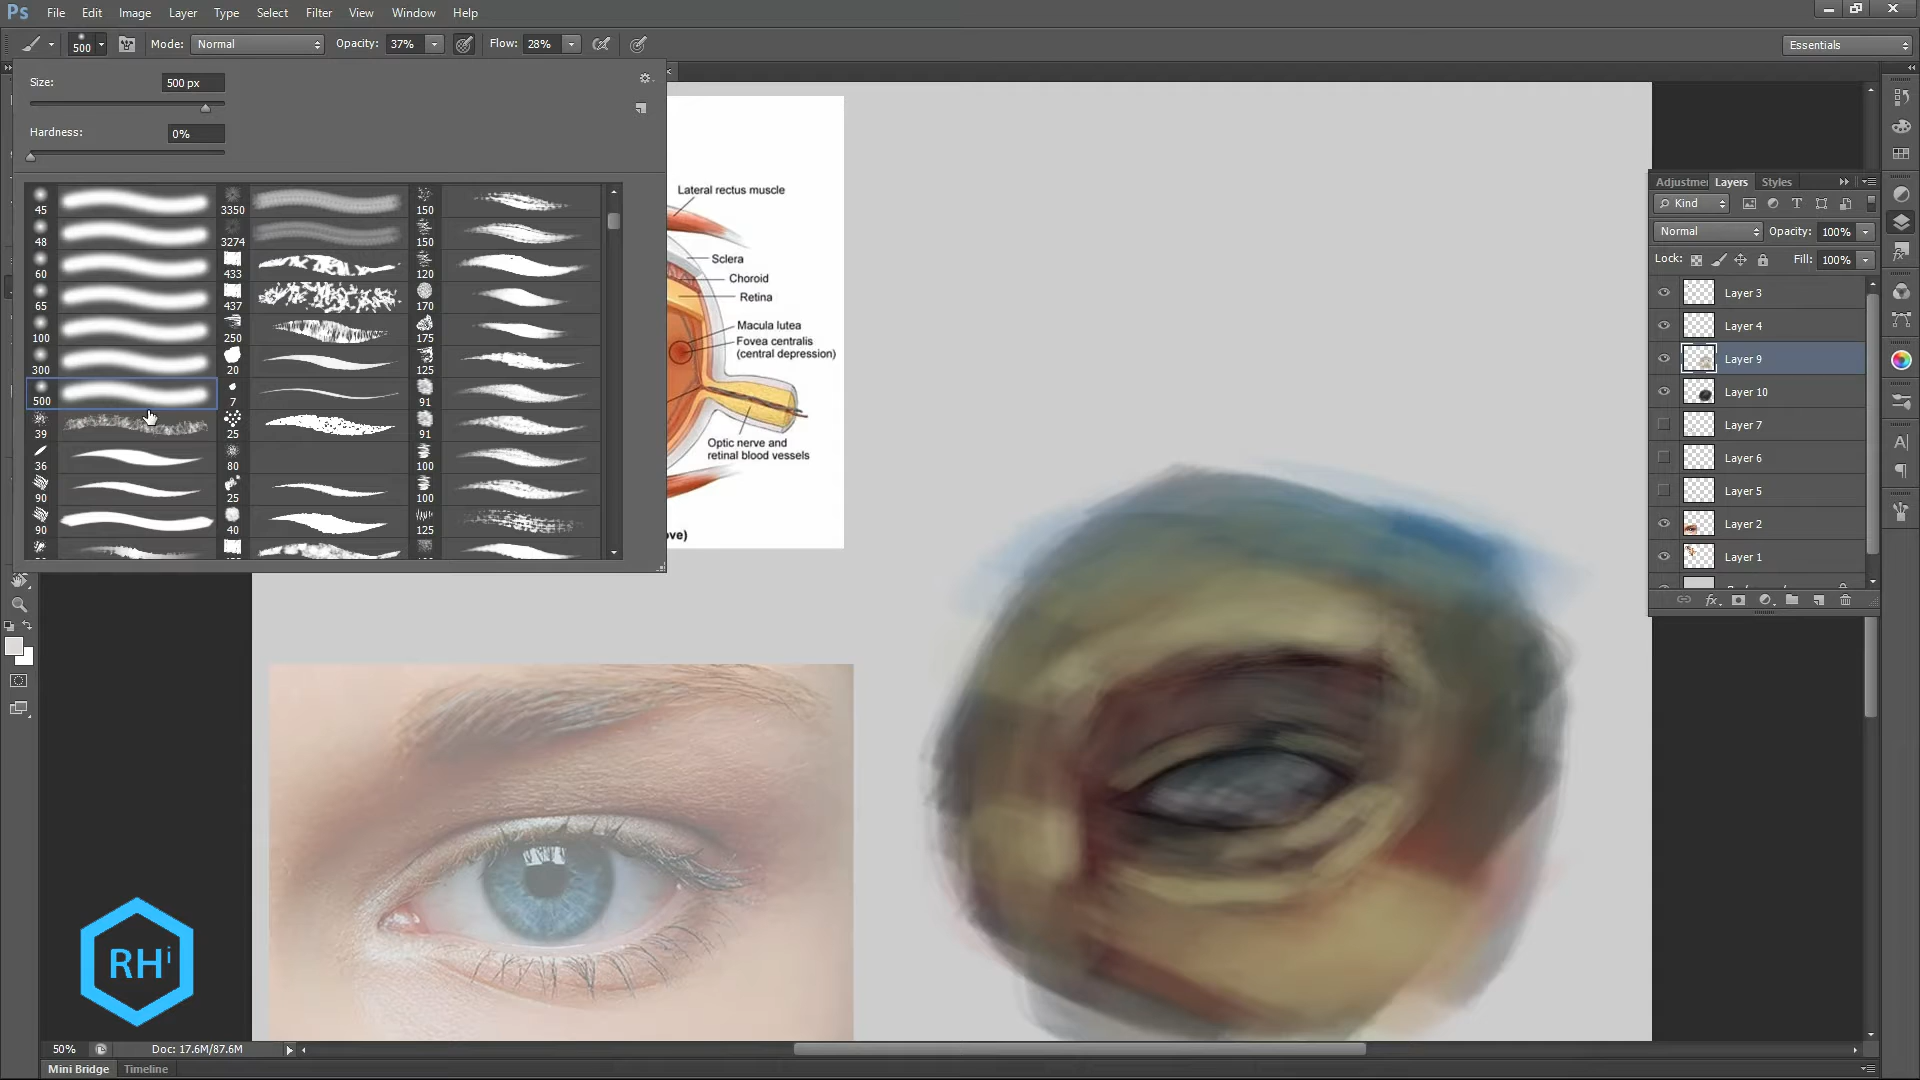 Ps File Edit Image Layer Type Select Filter 3D View Window Help
500 Mode: Normal Opacity: 37% Flow: 28% Essentials
Size: 500 px
Hardness: 0%
45 3350 150
48 3274 150
60 433 120
65 437 170
100 250 175
300 20 125
500 7 91
39 25 91
36 80 100
90 25 100
90 40 125
Lateral rectus muscle
Sclera
Choroid
Retina
Macula lutea
Fovea centralis
(central depression)
Optic nerve and
retinal blood vessels
ove)
Adjustmen Layers Styles
Kind
Normal Opacity: 100%
Lock: Fill: 100%
Layer 3
Layer 4
Layer 9
Layer 10
Layer 7
Layer 6
Layer 5
Layer 2
Layer 1
RHi
50% Doc: 17.6M/87.6M
Mini Bridge Timeline